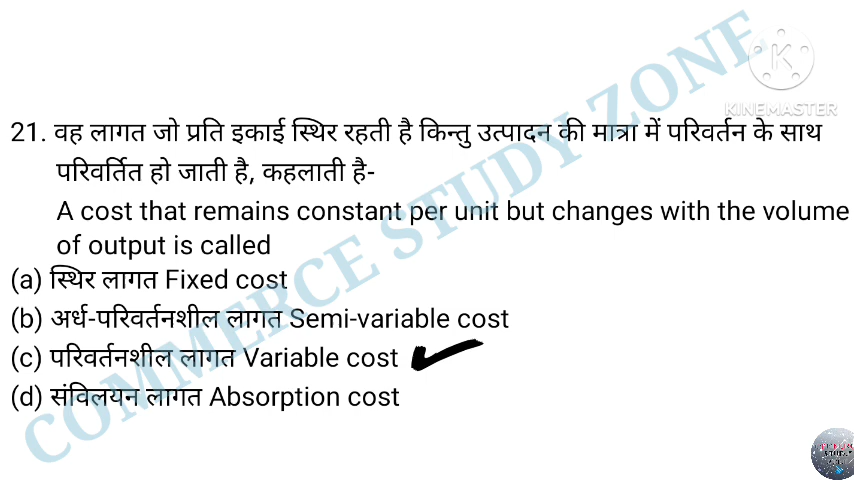 KINEMASTER
21. वह लागत जो प्रति इकाई स्थिर रहती है किन्तु उत्पादन की मात्रा में परिवर्तन के साथ
परिवर्तित हो जाती है, कहलाती है-
A cost that remains constant per unit but changes with the volume
of output is called
(a) स्थिर लागत Fixed cost
(b) अर्ध-परिवर्तनशील लागत Semi-variable cost
(c) परिवर्तनशील लागत Variable cost
(d) संविलयन लागत Absorption cost
COMMERCE STUDY ZONE